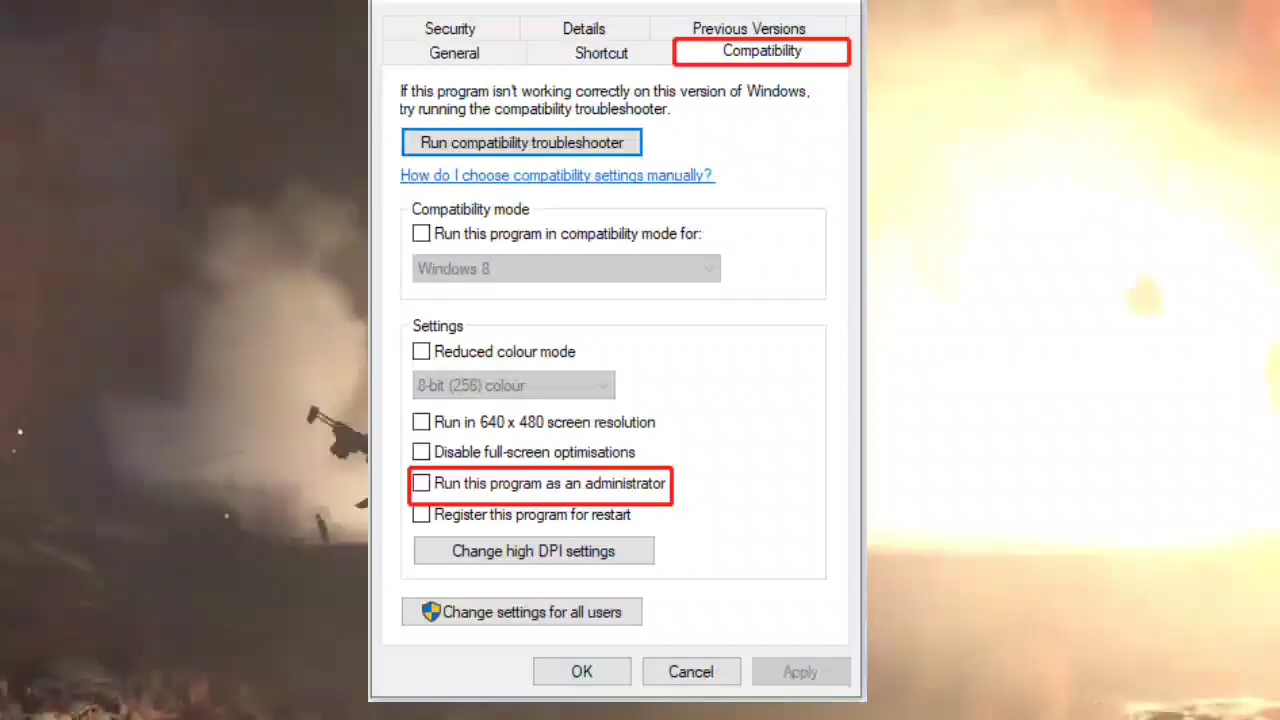 Security
Details
Previous Versions
General
Shortcut
Compatibility
If this program isn't working correctly on this version of Windows,
try running the compatibility troubleshooter.
Run compatibility troubleshooter
How do I choose compatibility settings manually?
Compatibility mode
Run this program in compatibility mode for:
Windows 8
Settings
Reduced colour mode
8-bit (256) colour
Run in 640 x 480 screen resolution
Disable full-screen optimisations
Run this program as an administrator
Register this program for restart
Change high DPI settings
Change settings for all users
OK
Cancel
Apply